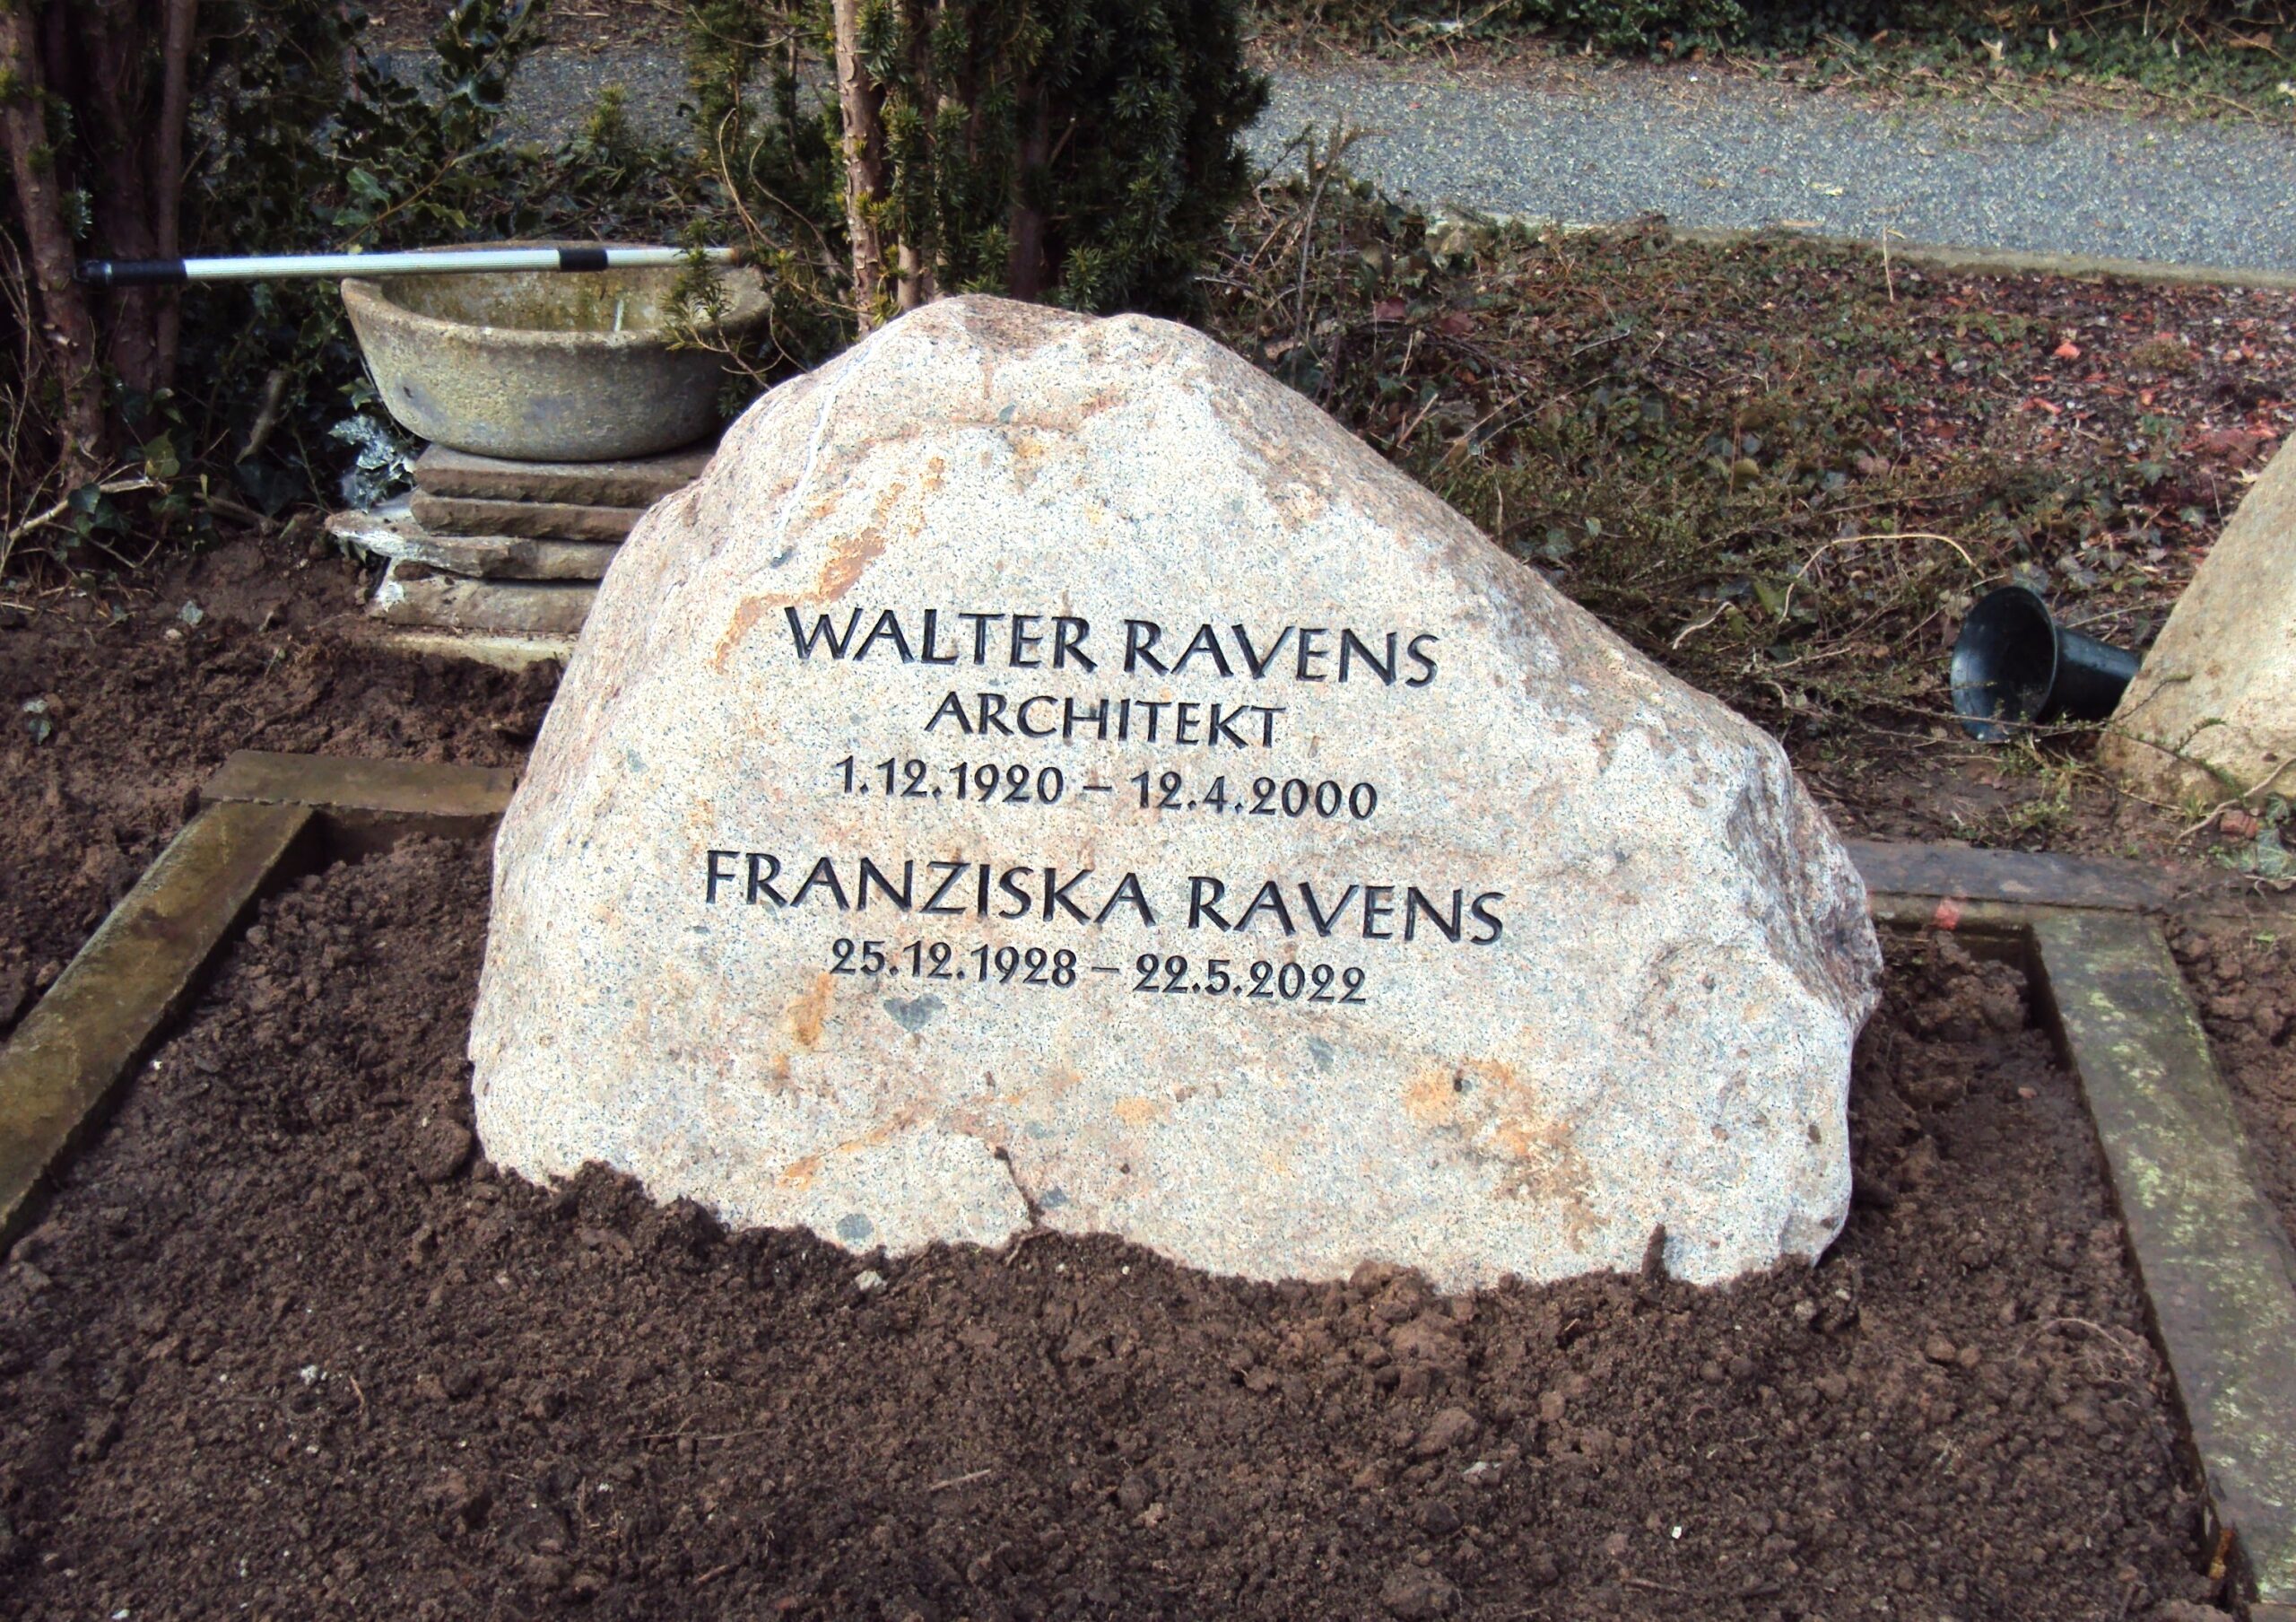 WALTER RAVENS
ARCHITEKT
1.12.1920 – 12.4.2000
FRANZISKA RAVENS
25.12.1928 – 22.5.2022